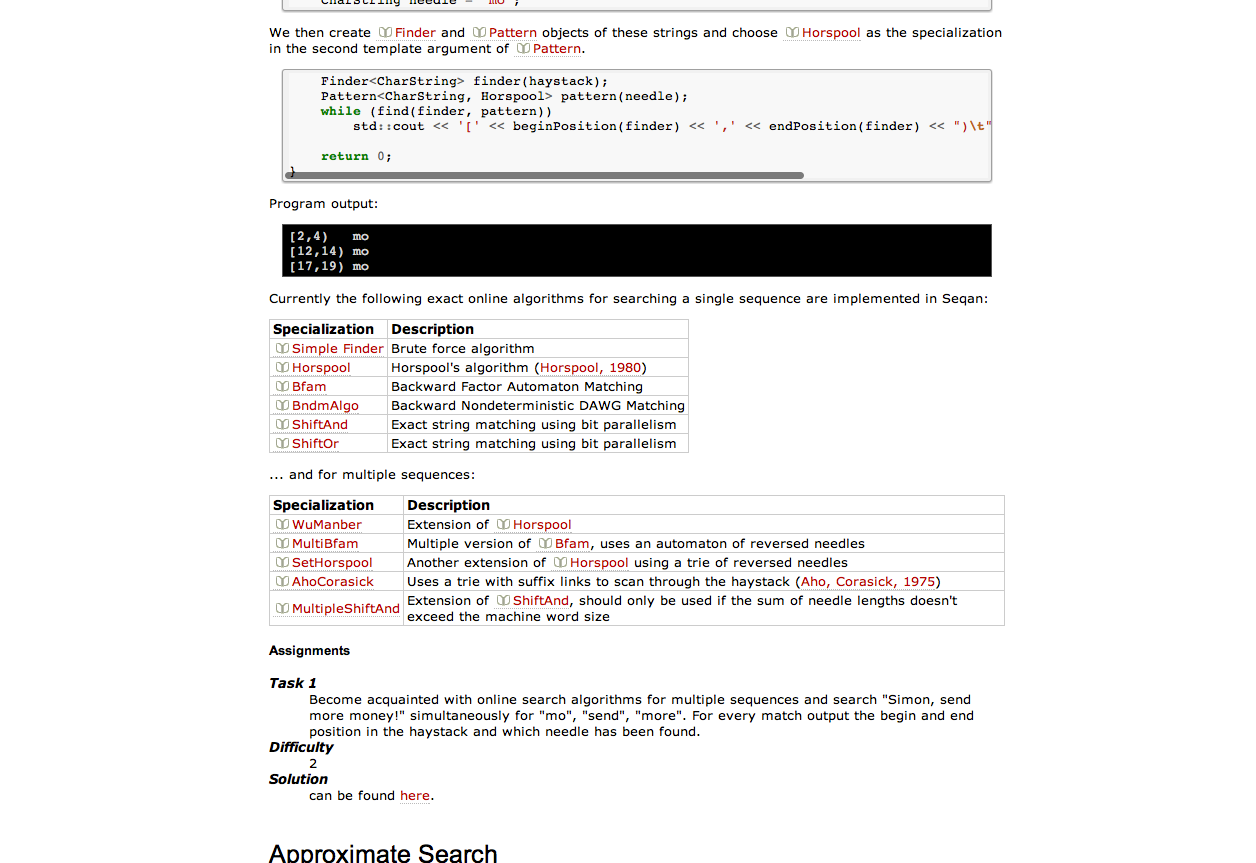 CharString needle = "mo";
We then create Finder and Pattern objects of these strings and choose Horspool as the specialization
in the second template argument of Pattern.
Finder<CharString> finder(haystack);
Pattern<CharString, Horspool> pattern(needle);
while (find(finder, pattern))
std::cout << '[' << beginPosition(finder) << ',' << endPosition(finder) << ")\t"
return 0;
}
Program output:
[2,4) mo
[12,14) mo
[17,19) mo
Currently the following exact online algorithms for searching a single sequence are implemented in Seqan:
Specialization Description
Simple Finder Brute force algorithm
Horspool Horspool's algorithm (Horspool, 1980)
Bfam Backward Factor Automaton Matching
BndmAlgo Backward Nondeterministic DAWG Matching
ShiftAnd Exact string matching using bit parallelism
ShiftOr Exact string matching using bit parallelism
... and for multiple sequences:
Specialization Description
WuManber Extension of Horspool
MultiBfam Multiple version of Bfam, uses an automaton of reversed needles
SetHorspool Another extension of Horspool using a trie of reversed needles
AhoCorasick Uses a trie with suffix links to scan through the haystack (Aho, Corasick, 1975)
MultipleShiftAnd Extension of ShiftAnd, should only be used if the sum of needle lengths doesn't
exceed the machine word size
Assignments
Task 1
Become acquainted with online search algorithms for multiple sequences and search "Simon, send
more money!" simultaneously for "mo", "send", "more". For every match output the begin and end
position in the haystack and which needle has been found.
Difficulty
2
Solution
can be found here.
Approximate Search